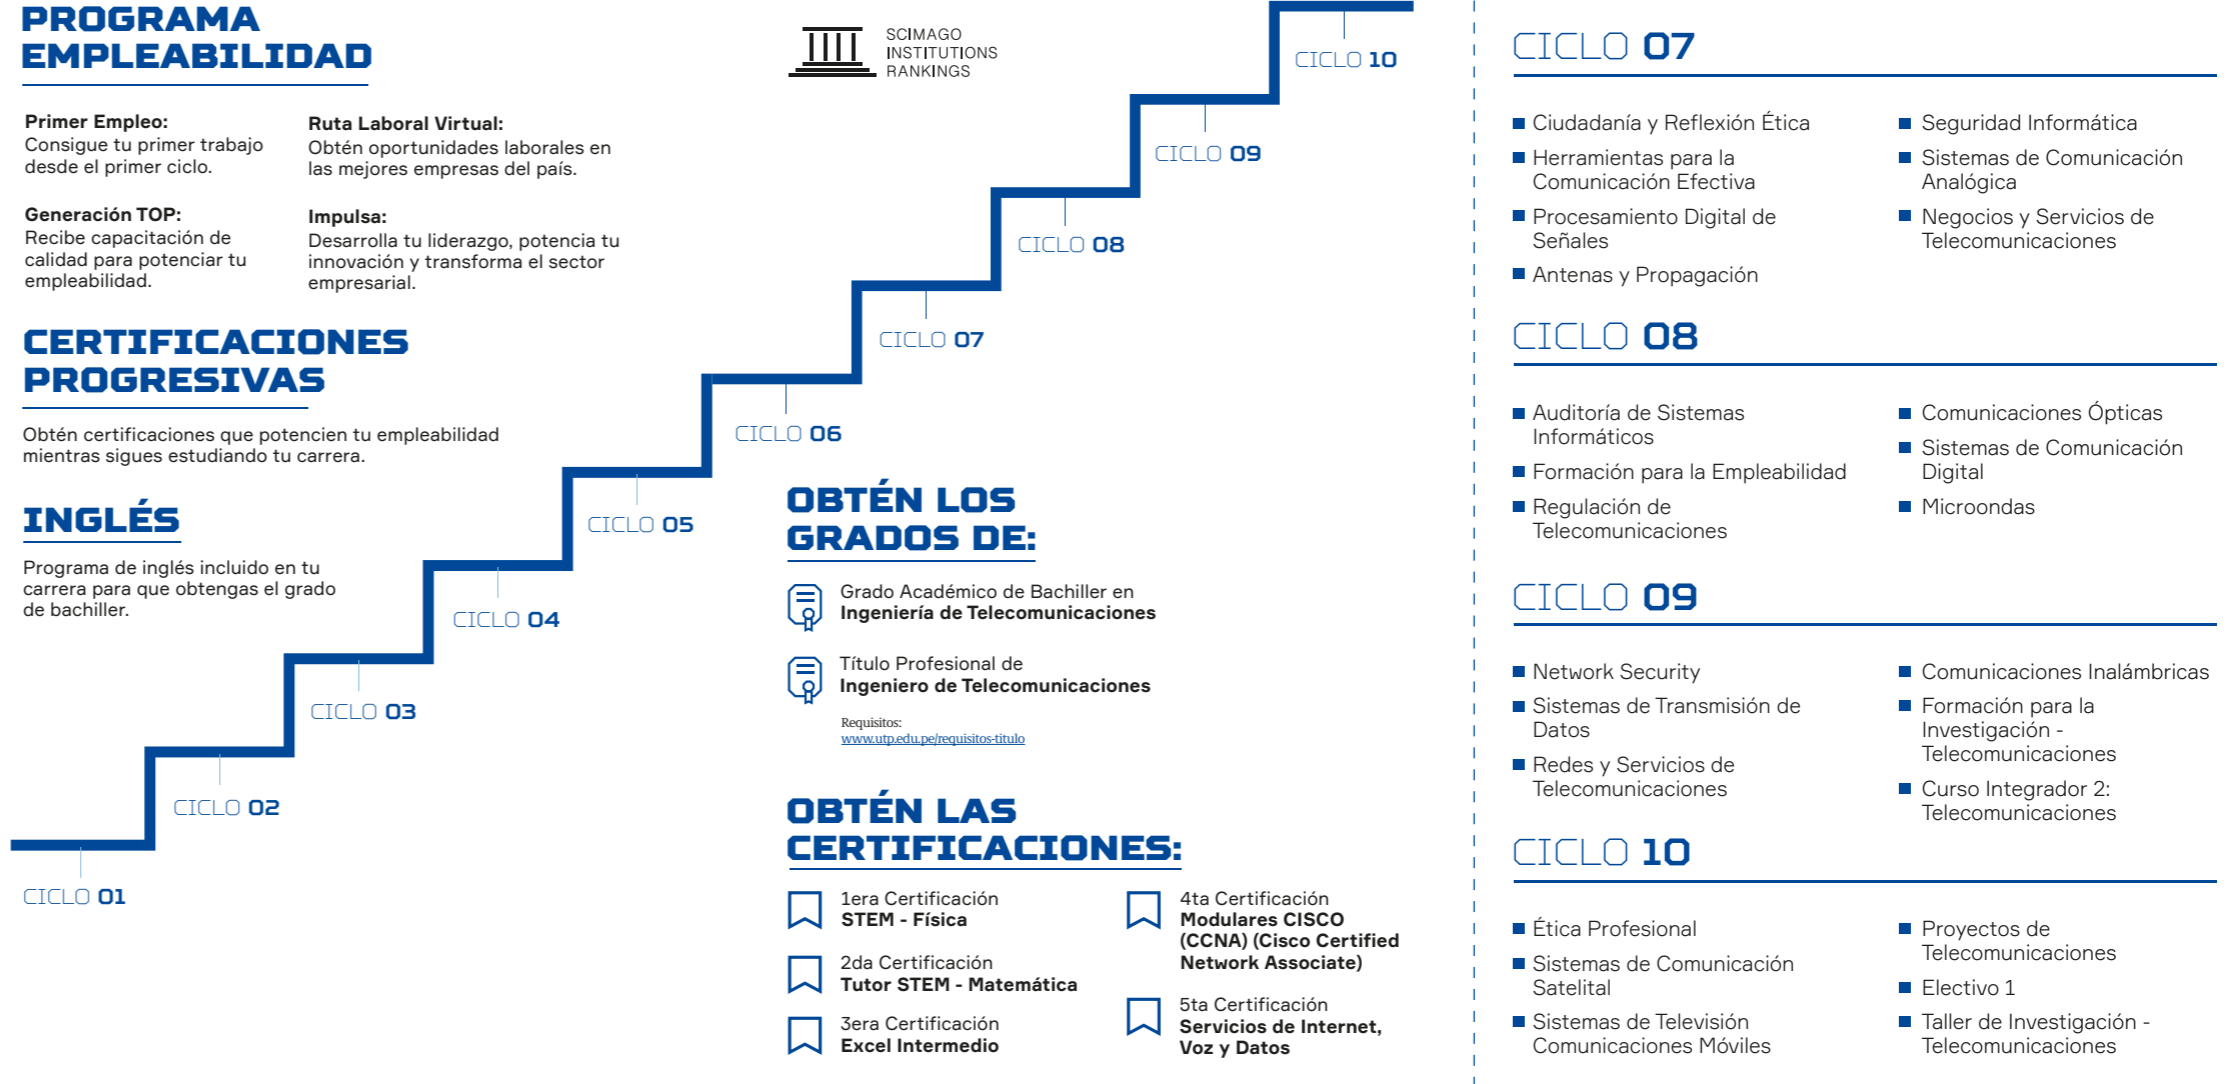 PROGRAMA
EMPLEABILIDAD
Primer Empleo:
Consigue tu primer trabajo
desde el primer ciclo.
Ruta Laboral Virtual:
Obtén oportunidades laborales en
las mejores empresas del país.
Generación TOP:
Recibe capacitación de
calidad para potenciar tu
empleabilidad.
Impulsa:
Desarrolla tu liderazgo, potencia tu
innovación y transforma el sector
empresarial.
CERTIFICACIONES
PROGRESIVAS
Obtén certificaciones que potencien tu empleabilidad
mientras sigues estudiando tu carrera.
INGLÉS
Programa de inglés incluido en tu
carrera para que obtengas el grado
de bachiller.
SCIMAGO
INSTITUTIONS
RANKINGS
CICLO 10
CICLO 09
CICLO 08
CICLO 07
CICLO 06
CICLO 05
CICLO 04
CICLO 03
CICLO 02
CICLO 01
OBTÉN LOS
GRADOS DE:
Grado Académico de Bachiller en
Ingeniería de Telecomunicaciones
Título Profesional de
Ingeniero de Telecomunicaciones
Requisitos:
www.utp.edu.pe/requisitos-titulo
OBTÉN LAS
CERTIFICACIONES:
1era Certificación
STEM - Física
2da Certificación
Tutor STEM - Matemática
3era Certificación
Excel Intermedio
4ta Certificación
Modulares CISCO
(CCNA) (Cisco Certified
Network Associate)
5ta Certificación
Servicios de Internet,
Voz y Datos
CICLO 07
Ciudadanía y Reflexión Ética
Herramientas para la
Comunicación Efectiva
Procesamiento Digital de
Señales
Antenas y Propagación
Seguridad Informática
Sistemas de Comunicación
Analógica
Negocios y Servicios de
Telecomunicaciones
CICLO 08
Auditoría de Sistemas
Informáticos
Formación para la Empleabilidad
Regulación de
Telecomunicaciones
Comunicaciones Ópticas
Sistemas de Comunicación
Digital
Microondas
CICLO 09
Network Security
Sistemas de Transmisión de
Datos
Redes y Servicios de
Telecomunicaciones
Comunicaciones Inalámbricas
Formación para la
Investigación -
Telecomunicaciones
Curso Integrador 2:
Telecomunicaciones
CICLO 10
Ética Profesional
Sistemas de Comunicación
Satelital
Sistemas de Televisión
Comunicaciones Móviles
Proyectos de
Telecomunicaciones
Electivo 1
Taller de Investigación -
Telecomunicaciones